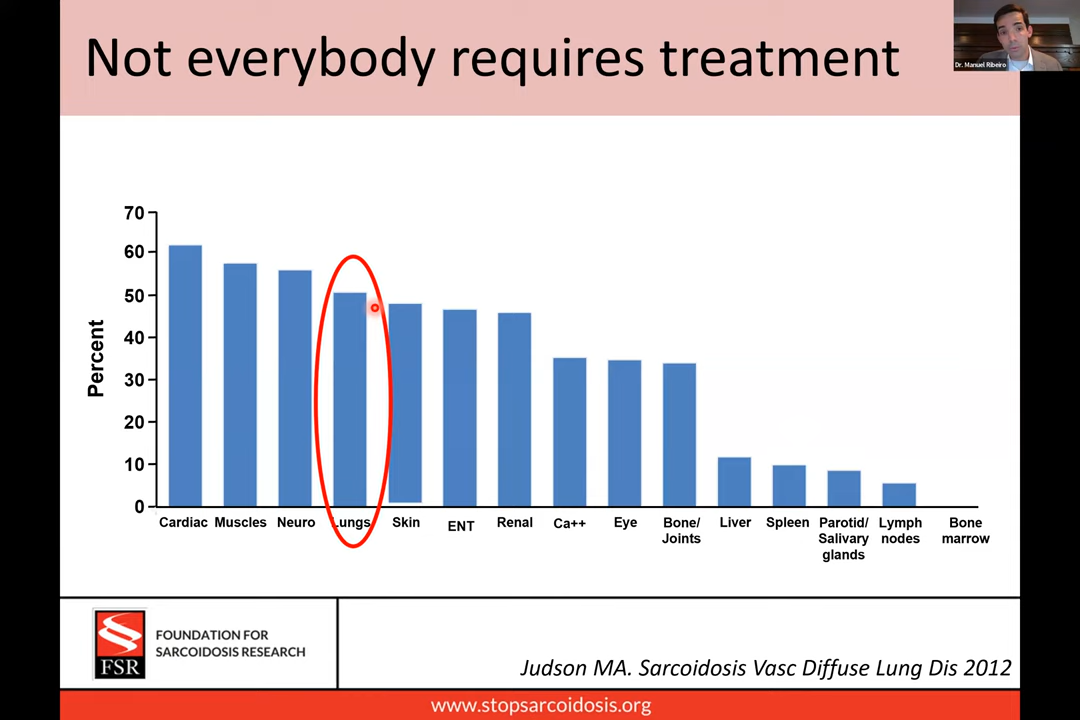 Not everybody requires treatment
Dr. Manuel Ribeiro
Percent
70
60
50
40
30
20
10
0
Cardiac Muscles Neuro Lungs Skin ENT Renal Ca++ Eye Bone/ Liver Spleen Parotid/ Lymph Bone
Joints Salivary nodes marrow
glands
FSR
FOUNDATION FOR
SARCOIDOSIS RESEARCH
Judson MA. Sarcoidosis Vasc Diffuse Lung Dis 2012
www.stopsarcoidosis.org